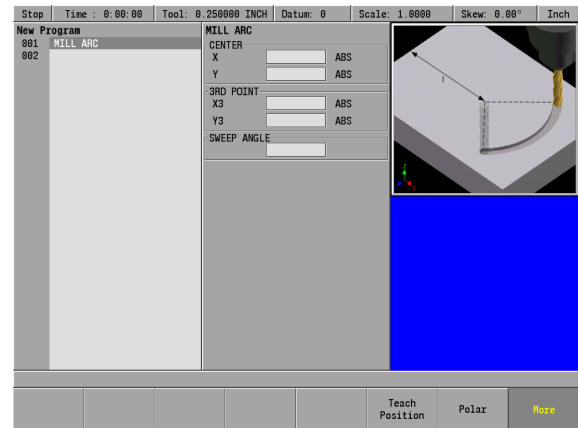 Stop Time : 0:00:00 Tool: 0.250000 INCH Datum: 0 Scale: 1.0000 Skew: 0.00° Inch
New Program
001 MILL ARC
002
MILL ARC
CENTER
X ABS
Y ABS
3RD POINT
X3 ABS
Y3 ABS
SWEEP ANGLE
Z
X
Teach Position Polar More